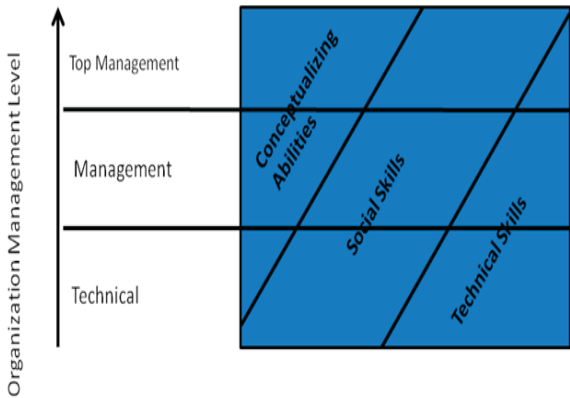 Organization Management Level
Top Management
Management
Technical
Conceptualizing
Abilities
Social Skills
Technical Skills